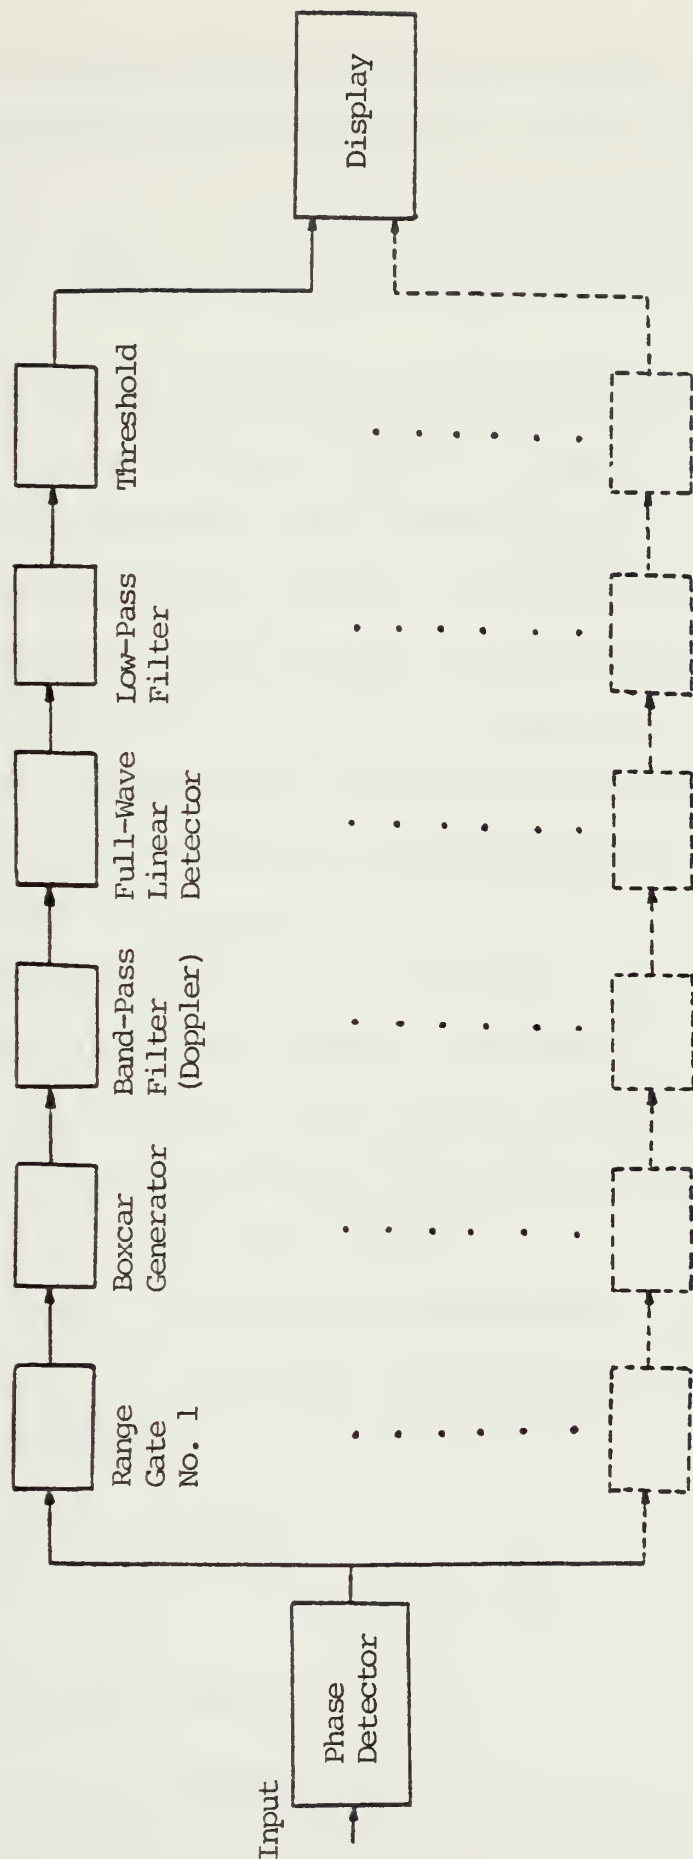 Input
Phase
Detector
Range
Gate
No. 1
Boxcar
Generator
Band-Pass
Filter
(Doppler)
Full-Wave
Linear
Detector
Low-Pass
Filter
Threshold
Display